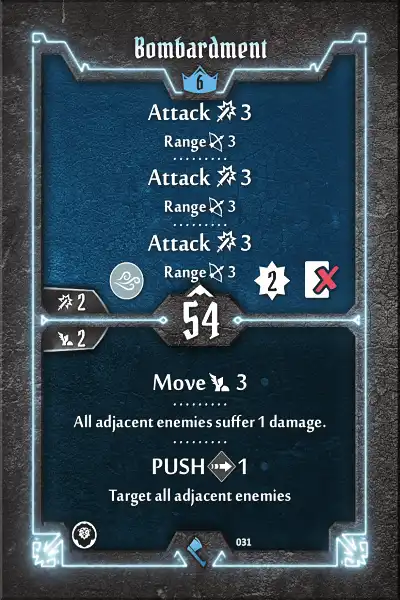 Bombardment
6
Attack 3
Range 3
Attack 3
Range 3
Attack 3
Range 3
2
2
54
2
Move 3
All adjacent enemies suffer 1 damage.
PUSH 1
Target all adjacent enemies
031